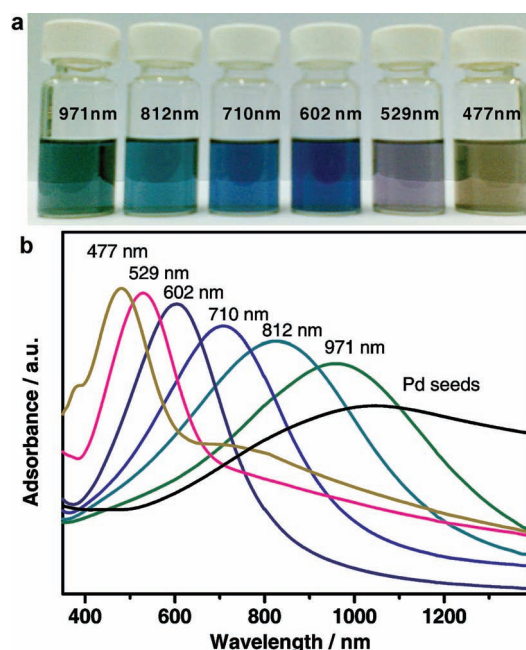 a
971nm
812nm
710nm
602 nm
529nm
477nm
b
477 nm
529 nm
602 nm
710 nm
812 nm
971 nm
Pd seeds
Adsorbance / a.u.
400
600
800
1000
1200
Wavelength / nm